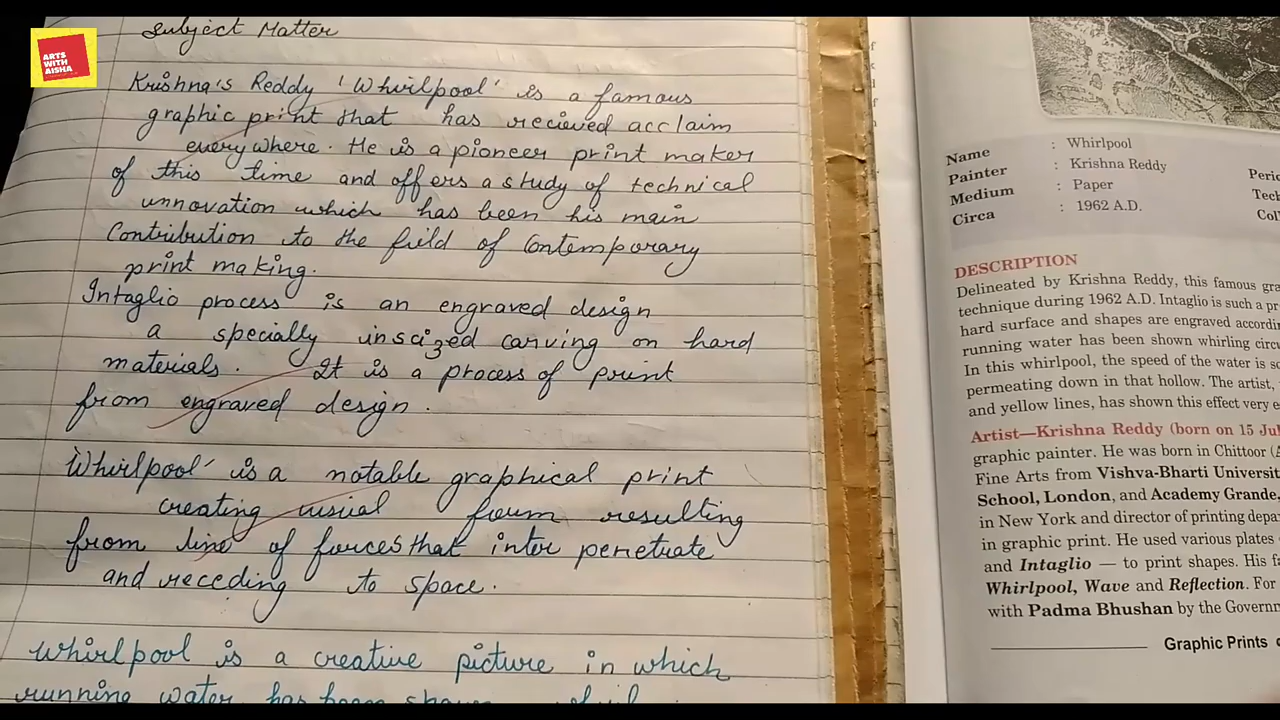 ARTS
WITH
AISHA
Subject Matter
Krishna's Reddy 'Whirlpool' is a famous
graphic print that has recieved acclaim
everywhere. He is a pioneer print maker
of this time and offers a study of technical
unnovation which has been his main
Contribution to the field of Contemporary
print making.
Intaglio process is an engraved design
a specially inscized carving on hard
materials. It is a process of print
from engraved design.
Whirlpool' is a notable graphical print
creating visual form resulting
from line of forces that inter penetrate
and receding to space.
Whirlpool is a creative picture in which
running water has been
Name : Whirlpool
Painter : Krishna Reddy
Medium : Paper
Circa : 1962 A.D.
Perio
Tech
Col
DESCRIPTION
Delineated by Krishna Reddy, this famous gra
technique during 1962 A.D. Intaglio is such a pr
hard surface and shapes are engraved accordin
running water has been shown whirling circu
In this whirlpool, the speed of the water is so
permeating down in that hollow. The artist,
and yellow lines, has shown this effect very e
Artist—Krishna Reddy (born on 15 Jul
graphic painter. He was born in Chittoor (A
Fine Arts from Vishva-Bharti Universit
School, London, and Academy Grande,
in New York and director of printing depa
in graphic print. He used various plates
and Intaglio — to print shapes. His fa
Whirlpool, Wave and Reflection. For
with Padma Bhushan by the Governm
Graphic Prints